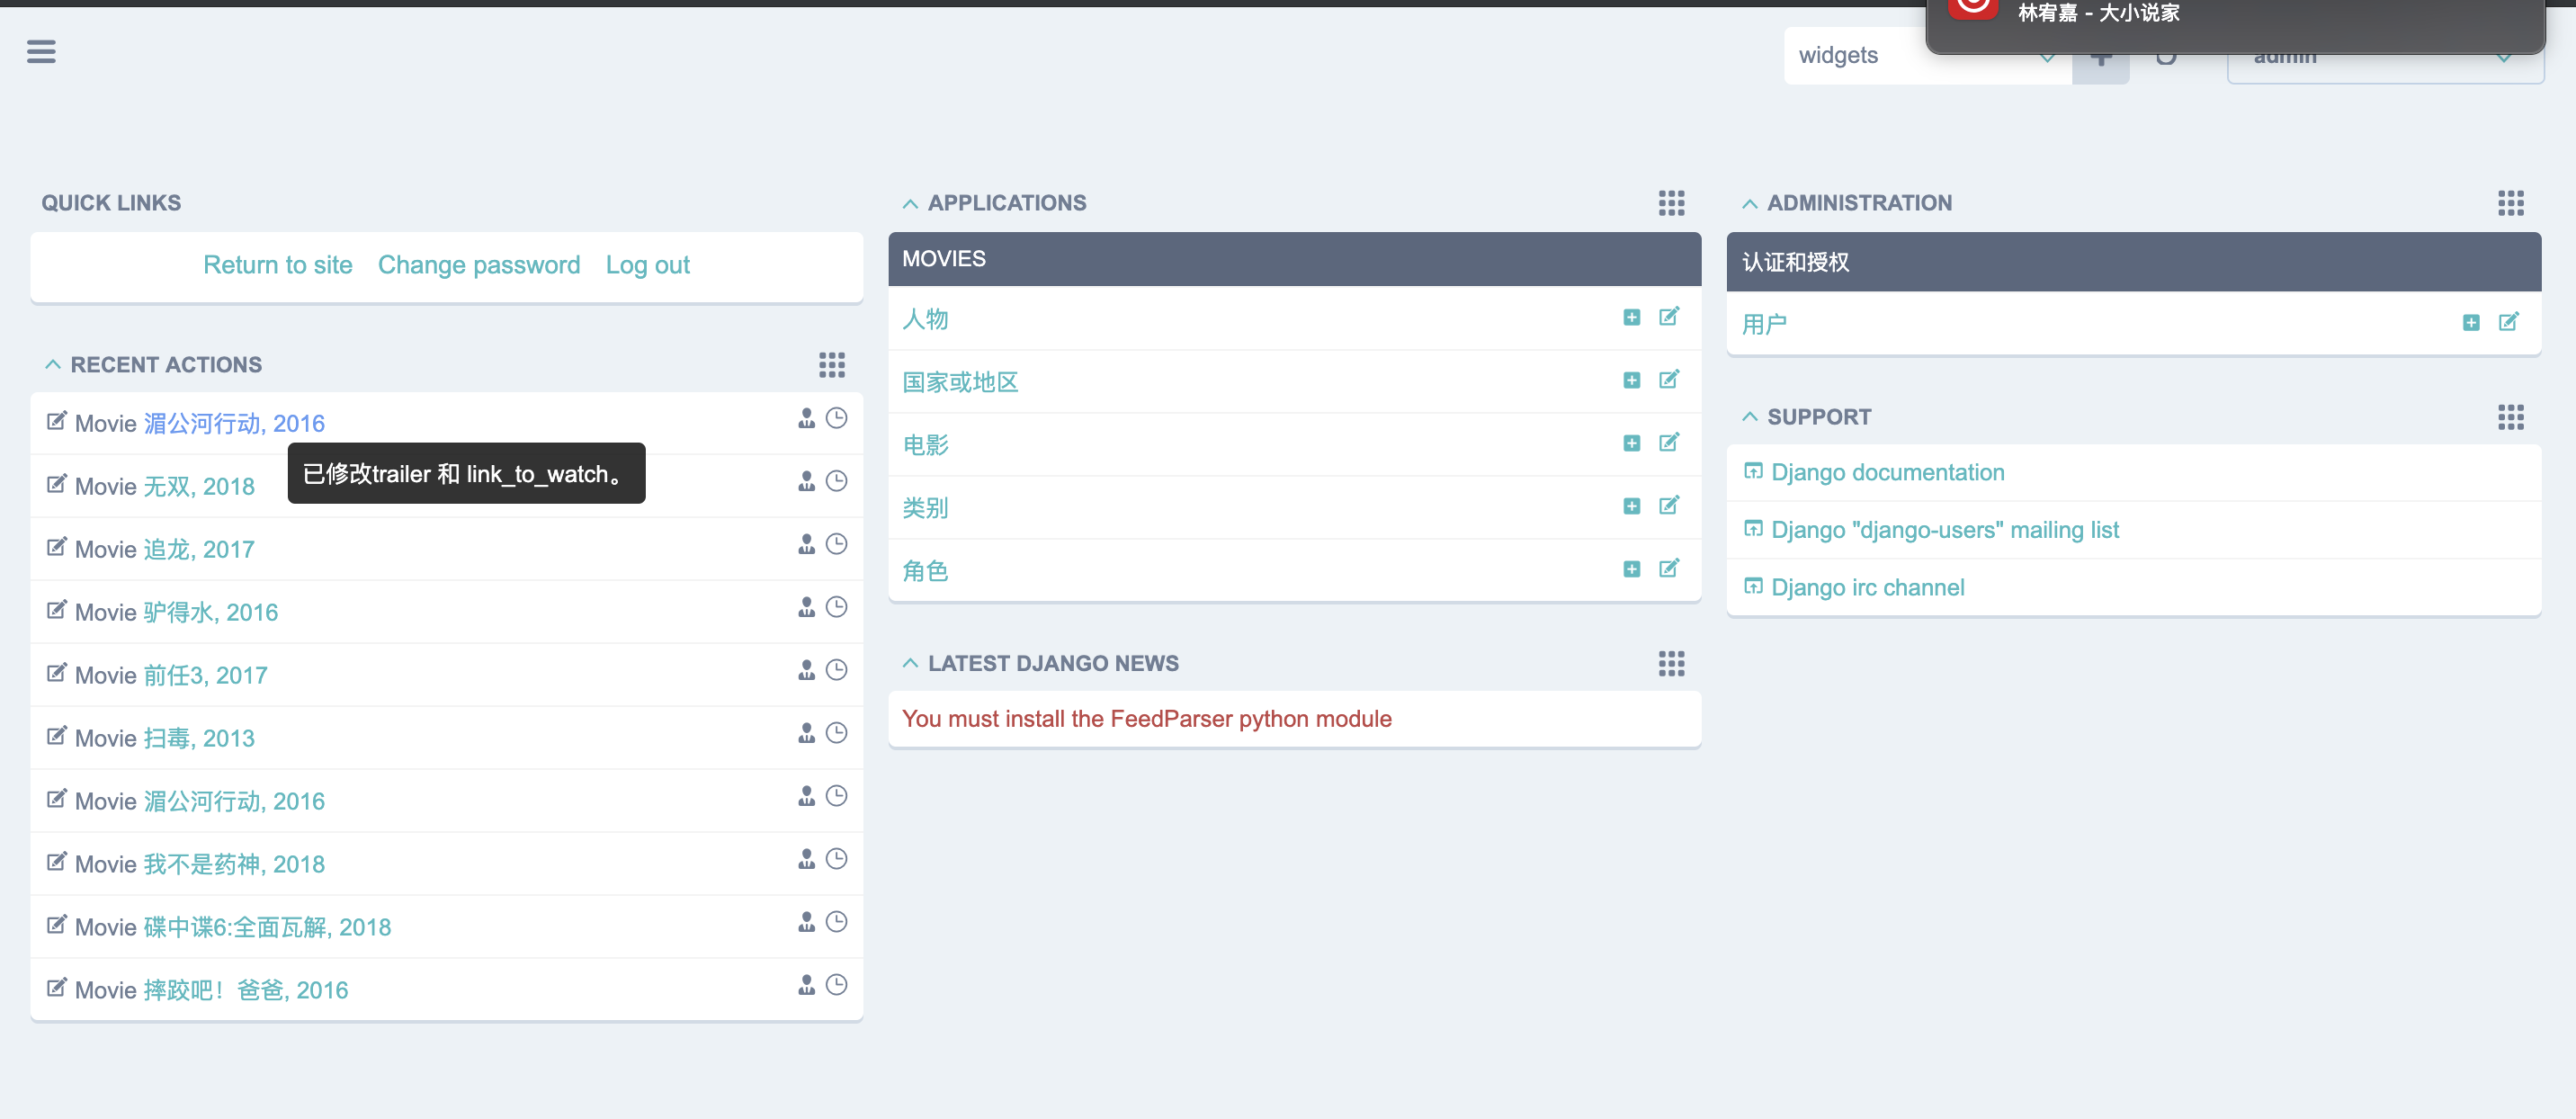 林宥嘉 - 大小说家
widgets
admin
QUICK LINKS
Return to site Change password Log out
RECENT ACTIONS
Movie 湄公河行动, 2016
已修改trailer 和 link_to_watch。
Movie 无双, 2018
Movie 追龙, 2017
Movie 驴得水, 2016
Movie 前任3, 2017
Movie 扫毒, 2013
Movie 湄公河行动, 2016
Movie 我不是药神, 2018
Movie 碟中谍6:全面瓦解, 2018
Movie 摔跤吧！爸爸, 2016
APPLICATIONS
MOVIES
人物
国家或地区
电影
类别
角色
LATEST DJANGO NEWS
You must install the FeedParser python module
ADMINISTRATION
认证和授权
用户
SUPPORT
Django documentation
Django "django-users" mailing list
Django irc channel